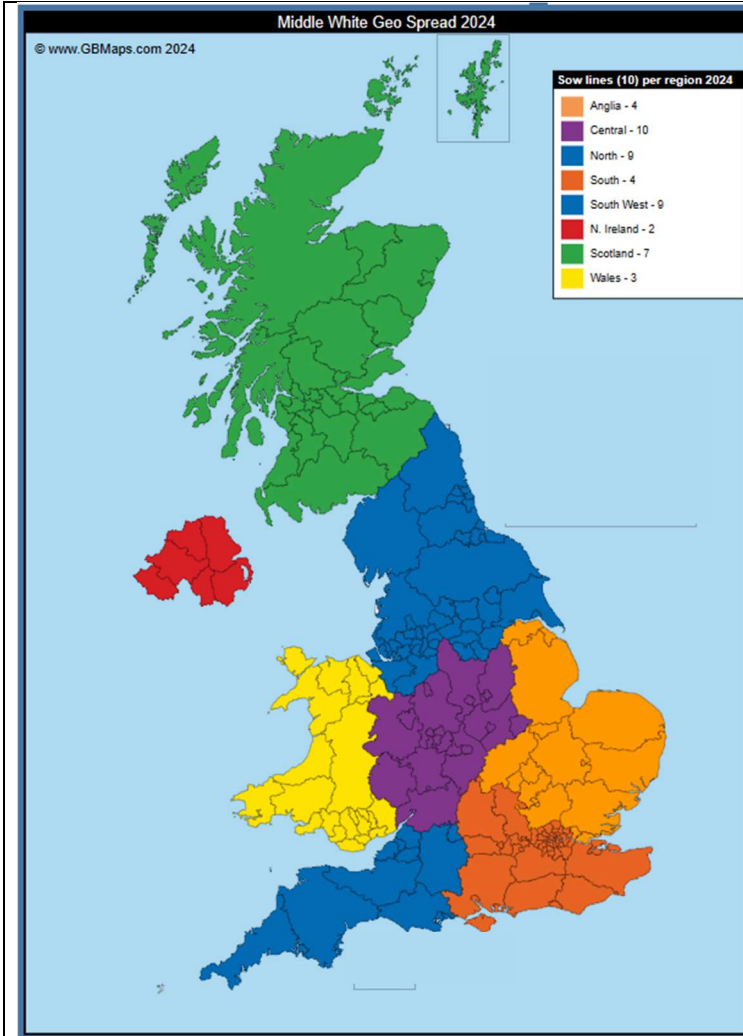 Middle White Geo Spread 2024
© www.GBMaps.com 2024
Sow lines (10) per region 2024
Anglia - 4
Central - 10
North - 9
South - 4
South West - 9
N. Ireland - 2
Scotland - 7
Wales - 3